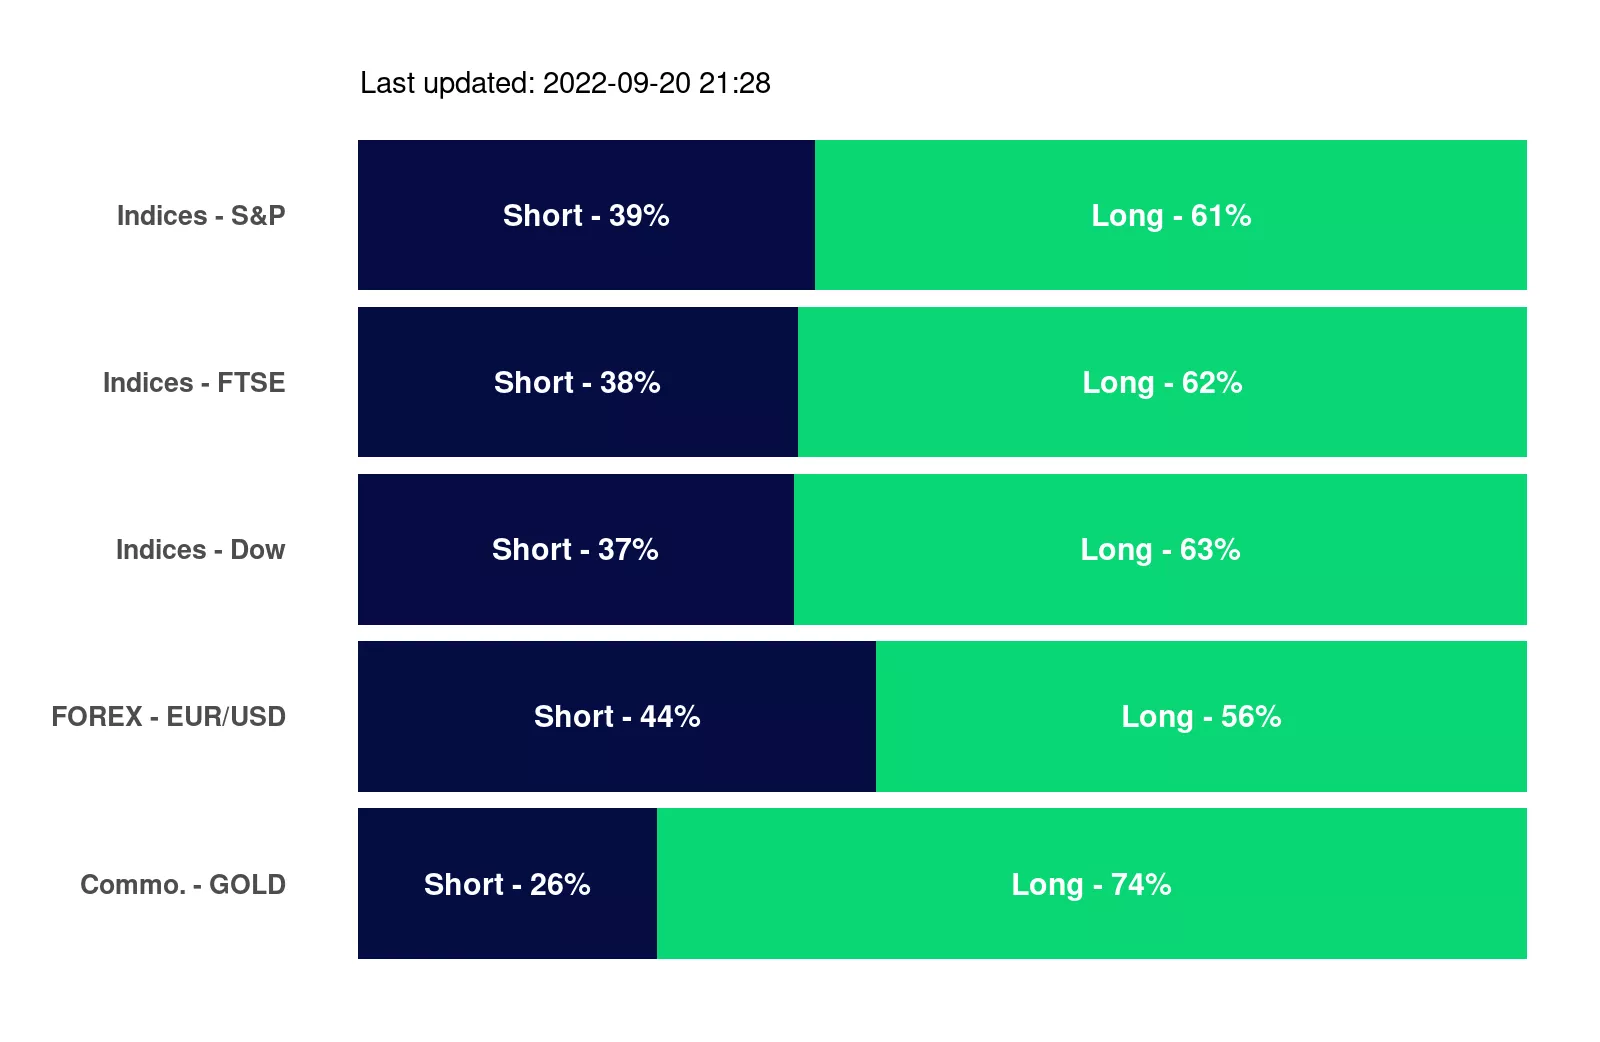 Last updated: 2022-09-20 21:28
Indices - S&P Short - 39% Long - 61%
Indices - FTSE Short - 38% Long - 62%
Indices - Dow Short - 37% Long - 63%
FOREX - EUR/USD Short - 44% Long - 56%
Commo. - GOLD Short - 26% Long - 74%